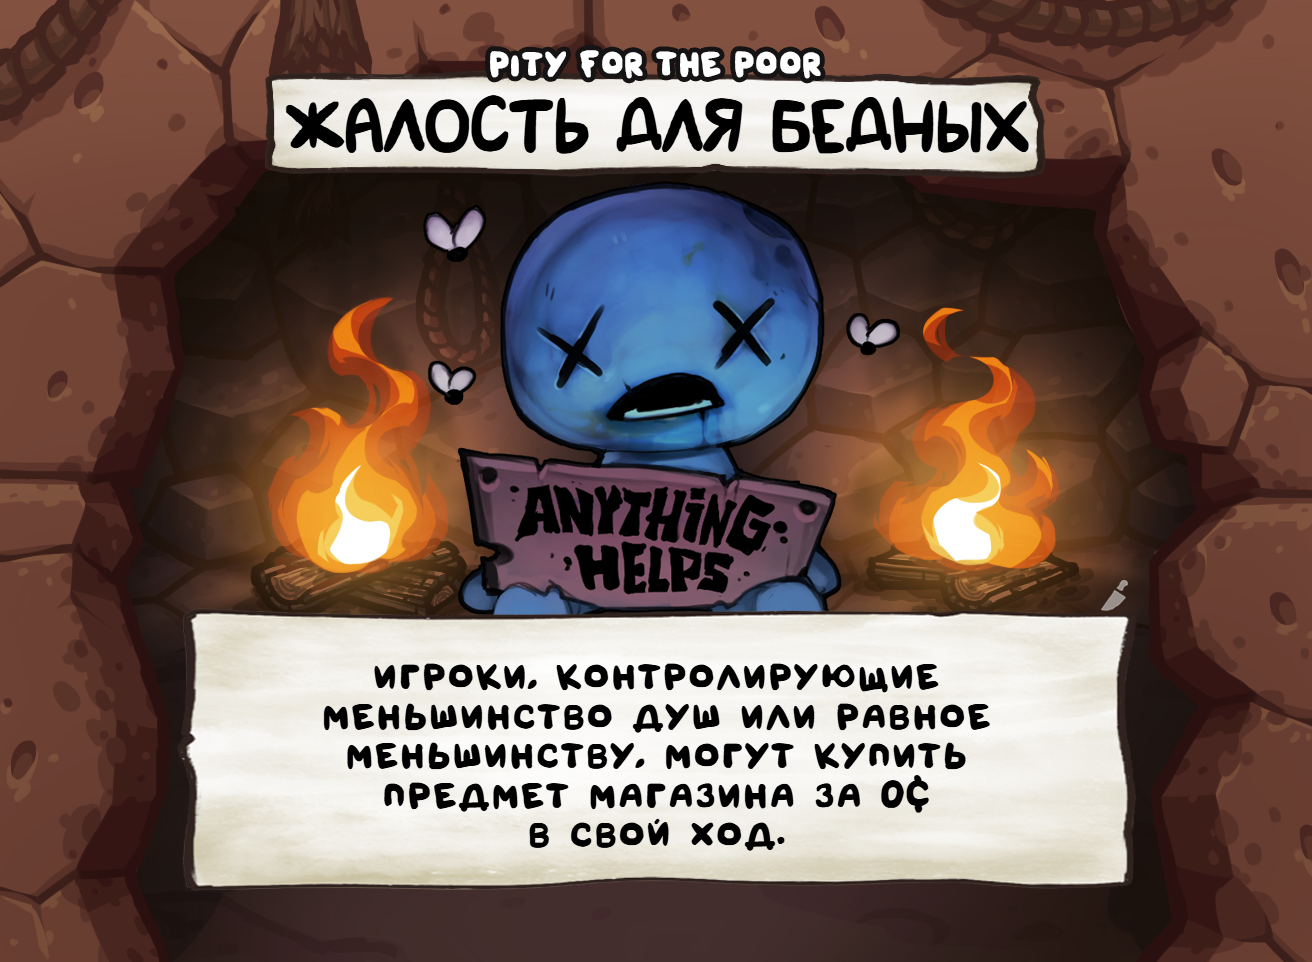 PITY FOR THE POOR
ЖАЛОСТЬ ДЛЯ БЕДНЫХ
ANYTHING
HELPS
ИГРОКИ, КОНТРОЛИРУЮЩИЕ
МЕНЬШИНСТВО ДУШ ИЛИ РАВНОЕ
МЕНЬШИНСТВУ, МОГУТ КУПИТЬ
ПРЕДМЕТ МАГАЗИНА ЗА 0¢
В СВОЙ ХОД.